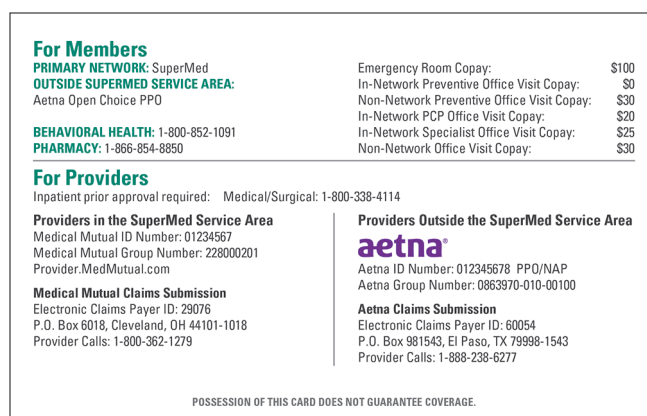 For Members
PRIMARY NETWORK: SuperMed
OUTSIDE SUPERMED SERVICE AREA:
Aetna Open Choice PPO
BEHAVIORAL HEALTH: 1-800-852-1091
PHARMACY: 1-866-854-8850
Emergency Room Copay: $100
In-Network Preventive Office Visit Copay: $0
Non-Network Preventive Office Visit Copay: $30
In-Network PCP Office Visit Copay: $20
In-Network Specialist Office Visit Copay: $25
Non-Network Office Visit Copay: $30
For Providers
Inpatient prior approval required: Medical/Surgical: 1-800-338-4114
Providers in the SuperMed Service Area
Medical Mutual ID Number: 01234567
Medical Mutual Group Number: 228000201
Provider.MedMutual.com
Medical Mutual Claims Submission
Electronic Claims Payer ID: 29076
P.O. Box 6018, Cleveland, OH 44101-1018
Provider Calls: 1-800-362-1279
Providers Outside the SuperMed Service Area
aetna®
Aetna ID Number: 012345678 PPO/NAP
Aetna Group Number: 0863970-010-00100
Aetna Claims Submission
Electronic Claims Payer ID: 60054
P.O. Box 981543, El Paso, TX 79998-1543
Provider Calls: 1-888-238-6277
POSSESSION OF THIS CARD DOES NOT GUARANTEE COVERAGE.